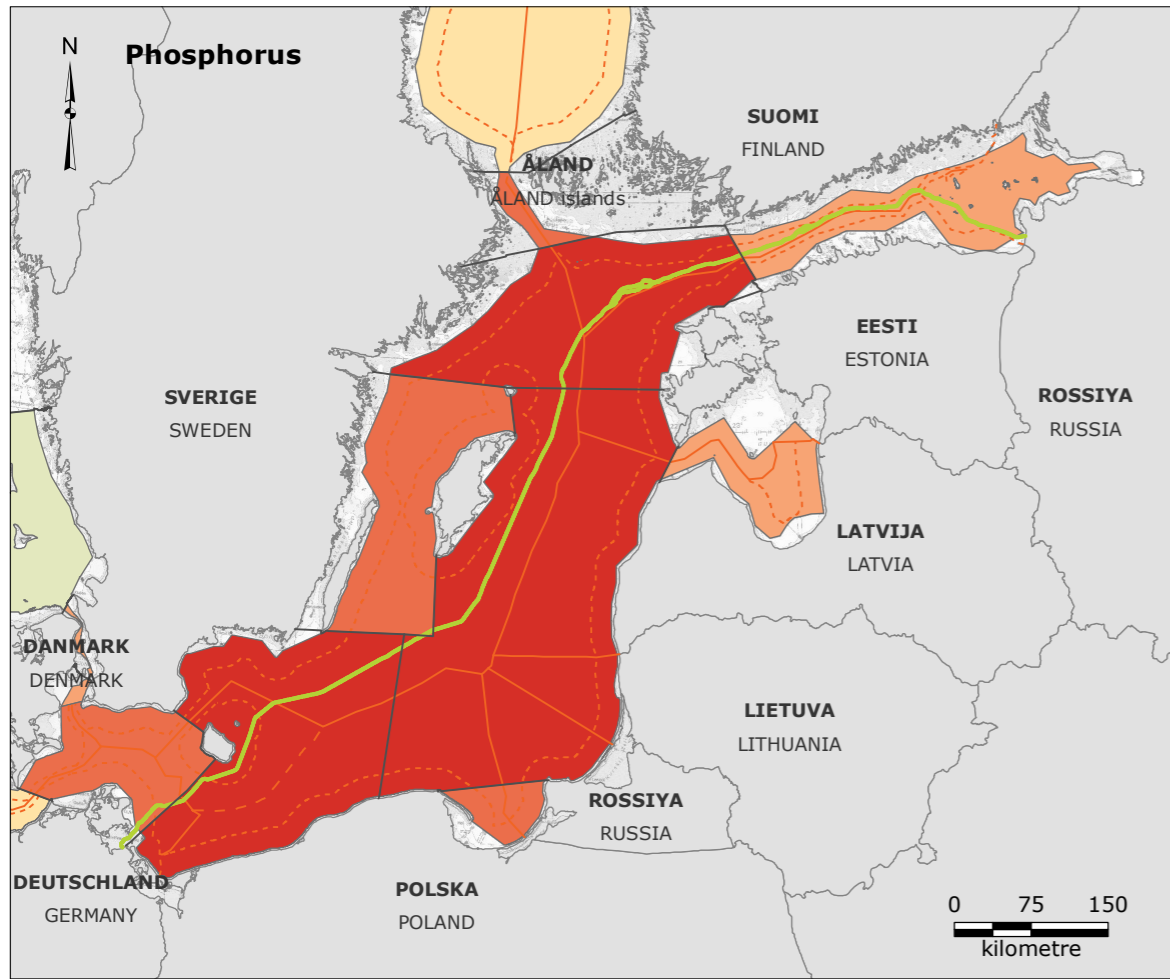 Phosphorus
N
SUOMI
FINLAND
ÅLAND
ÅLAND islands
EESTI
ESTONIA
SVERIGE
SWEDEN
ROSSIYA
RUSSIA
LATVIJA
LATVIA
DANMARK
DENMARK
LIETUVA
LITHUANIA
ROSSIYA
RUSSIA
DEUTSCHLAND
GERMANY
POLSKA
POLAND
0 75 150
kilometre